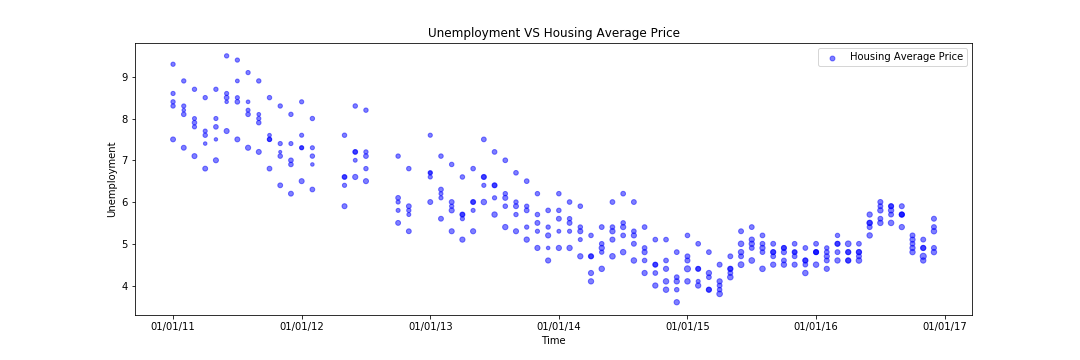 Unemployment VS Housing Average Price
Housing Average Price
Unemployment
9
8
7
6
5
4
01/01/11 01/01/12 01/01/13 01/01/14 01/01/15 01/01/16 01/01/17
Time